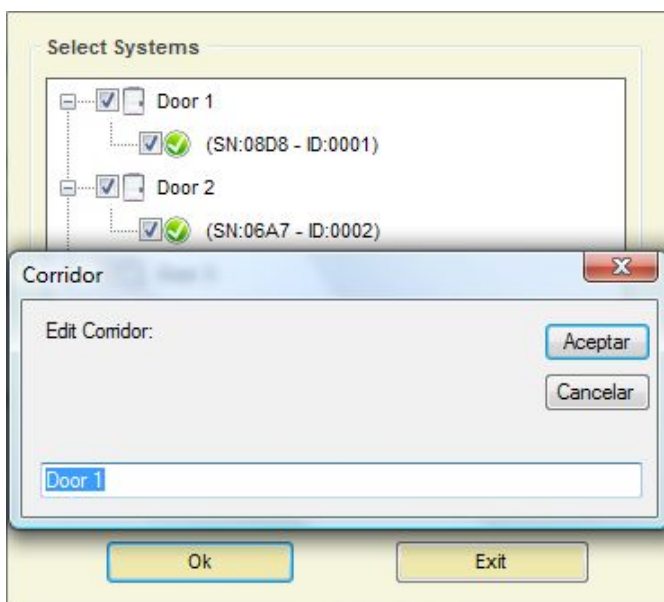 Select Systems
Door 1
(SN:08D8 - ID:0001)
Door 2
(SN:06A7 - ID:0002)
Corridor
Edit Corridor:
Aceptar
Cancelar
Door 1
Ok
Exit